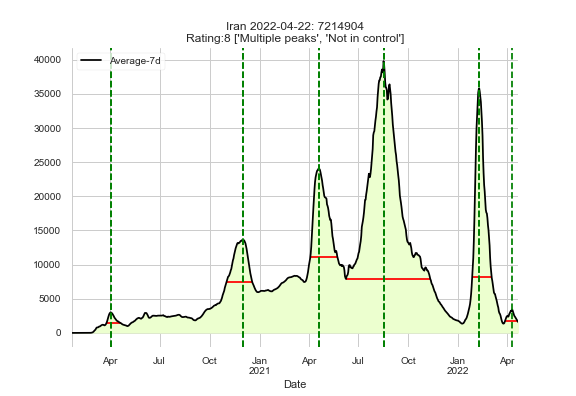 Iran 2022-04-22: 7214904
Rating:8 ['Multiple peaks', 'Not in control']
Average-7d
40000
35000
30000
25000
20000
15000
10000
5000
0
Apr Jul Oct Jan Apr Jul Oct Jan Apr
2021 2022
Date